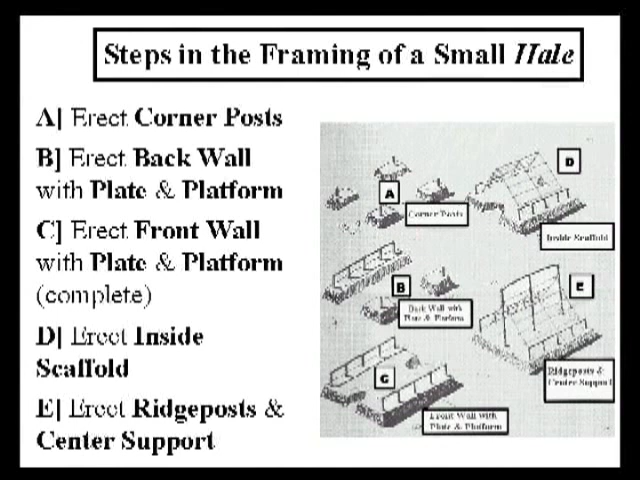 Steps in the Framing of a Small Hale
A] Erect Corner Posts
B] Erect Back Wall
with Plate & Platform
C] Erect Front Wall
with Plate & Platform
(complete)
D] Erect Inside
Scaffold
E] Erect Ridgeposts &
Center Support
A
Corner Posts
D
Inside Scaffold
B
Back Wall with
Plate & Platform
E
Ridgeposts &
Center Support
C
Front Wall with
Plate & Platform